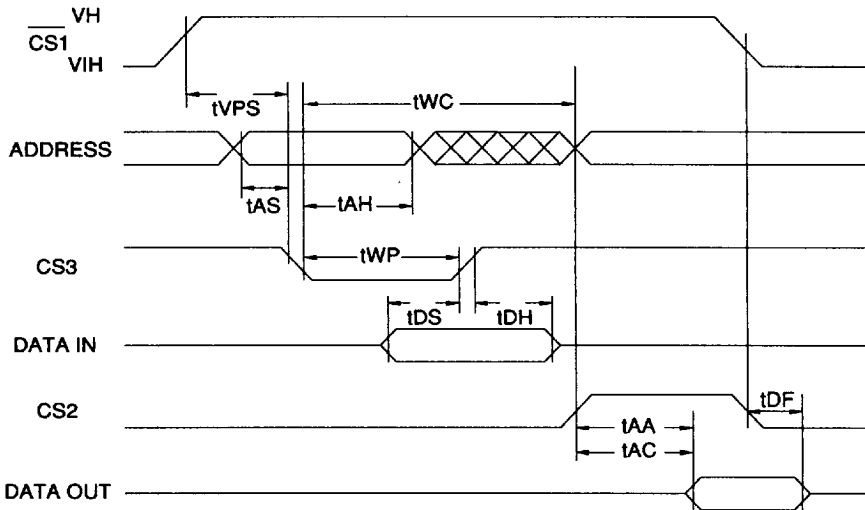 VH
CS1
VIH
tVPS
tWC
ADDRESS
tAS
tAH
CS3
tWP
tDS
tDH
DATA IN
CS2
tDF
tAA
tAC
DATA OUT